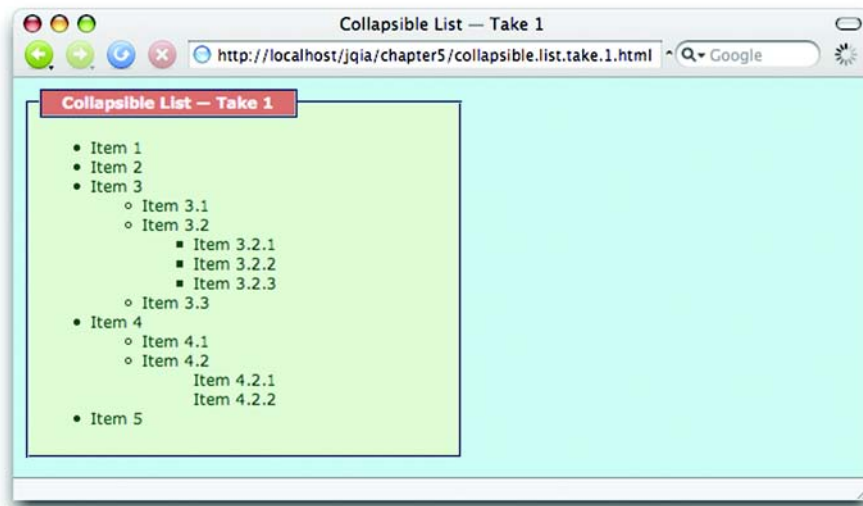 Collapsible List — Take 1
http://localhost/jqia/chapter5/collapsible.list.take.1.html
Google
Collapsible List — Take 1
• Item 1
• Item 2
• Item 3
◦ Item 3.1
◦ Item 3.2
▪ Item 3.2.1
▪ Item 3.2.2
▪ Item 3.2.3
◦ Item 3.3
• Item 4
◦ Item 4.1
◦ Item 4.2
Item 4.2.1
Item 4.2.2
• Item 5